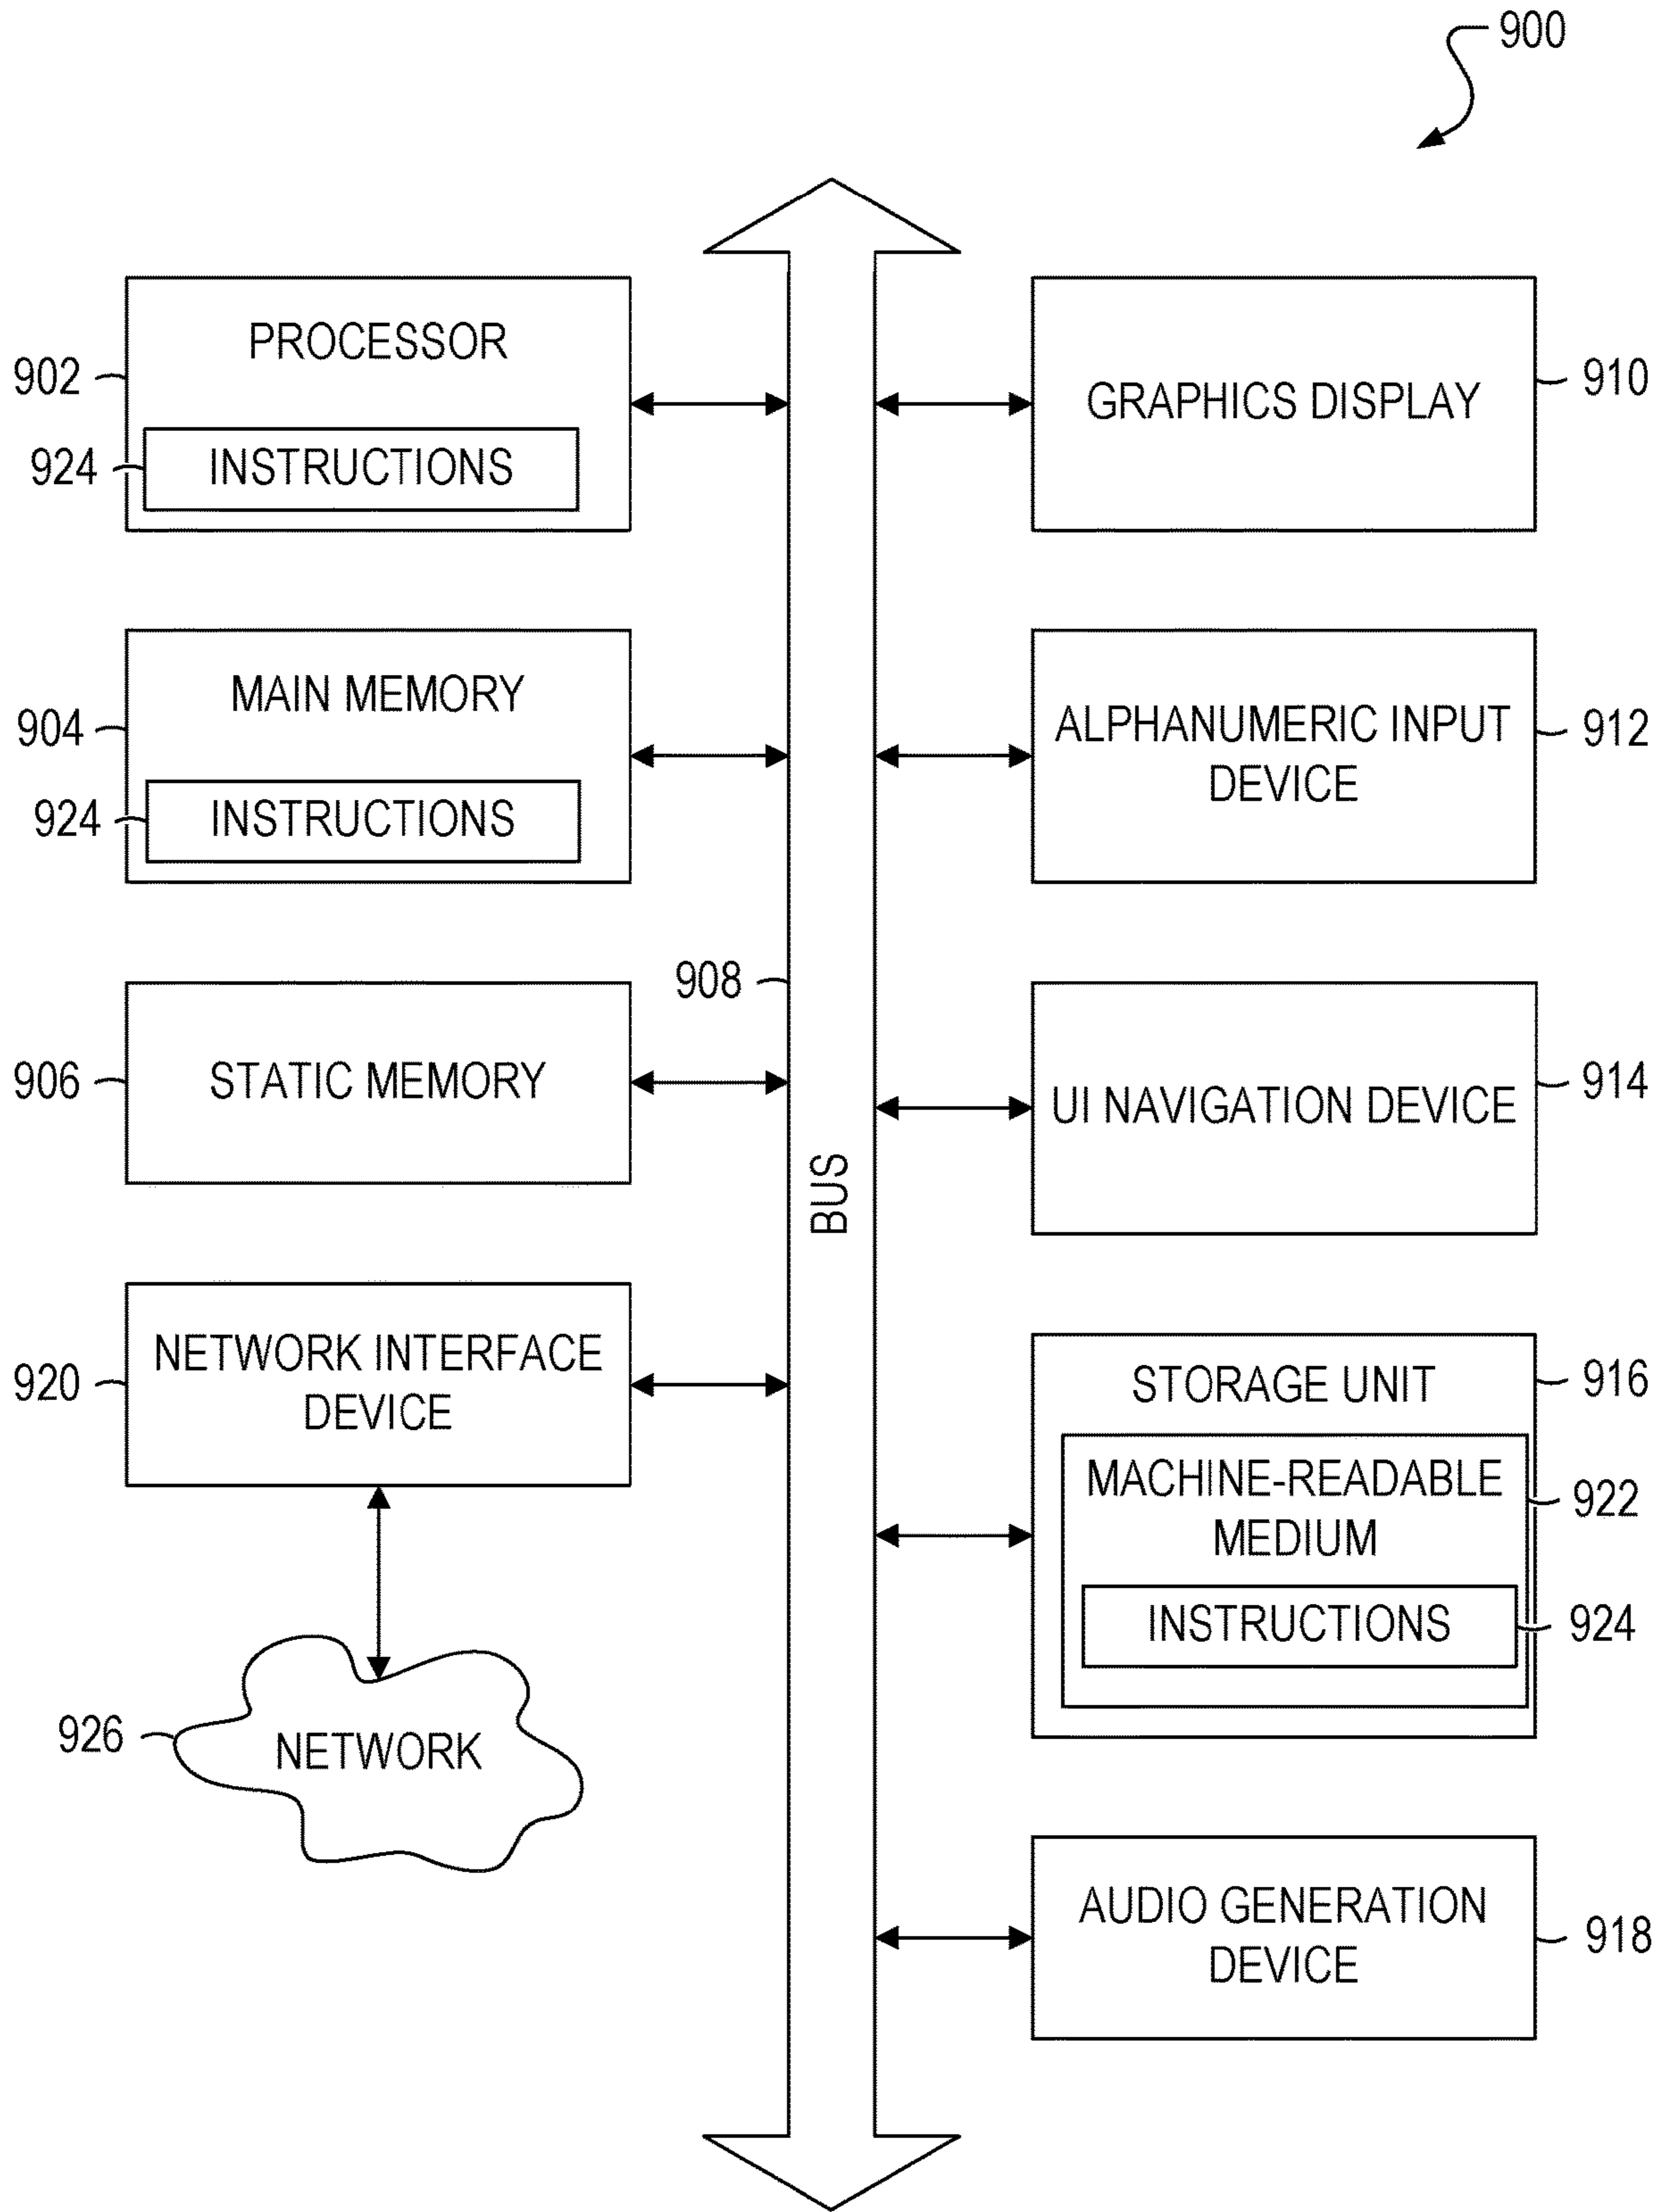 900
PROCESSOR
902
924
INSTRUCTIONS
MAIN MEMORY
904
924
INSTRUCTIONS
908
906
STATIC MEMORY
BUS
NETWORK INTERFACE
DEVICE
920
926
NETWORK
GRAPHICS DISPLAY
910
ALPHANUMERIC INPUT
DEVICE
912
UI NAVIGATION DEVICE
914
STORAGE UNIT
916
MACHINE-READABLE
MEDIUM
922
INSTRUCTIONS
924
AUDIO GENERATION
DEVICE
918